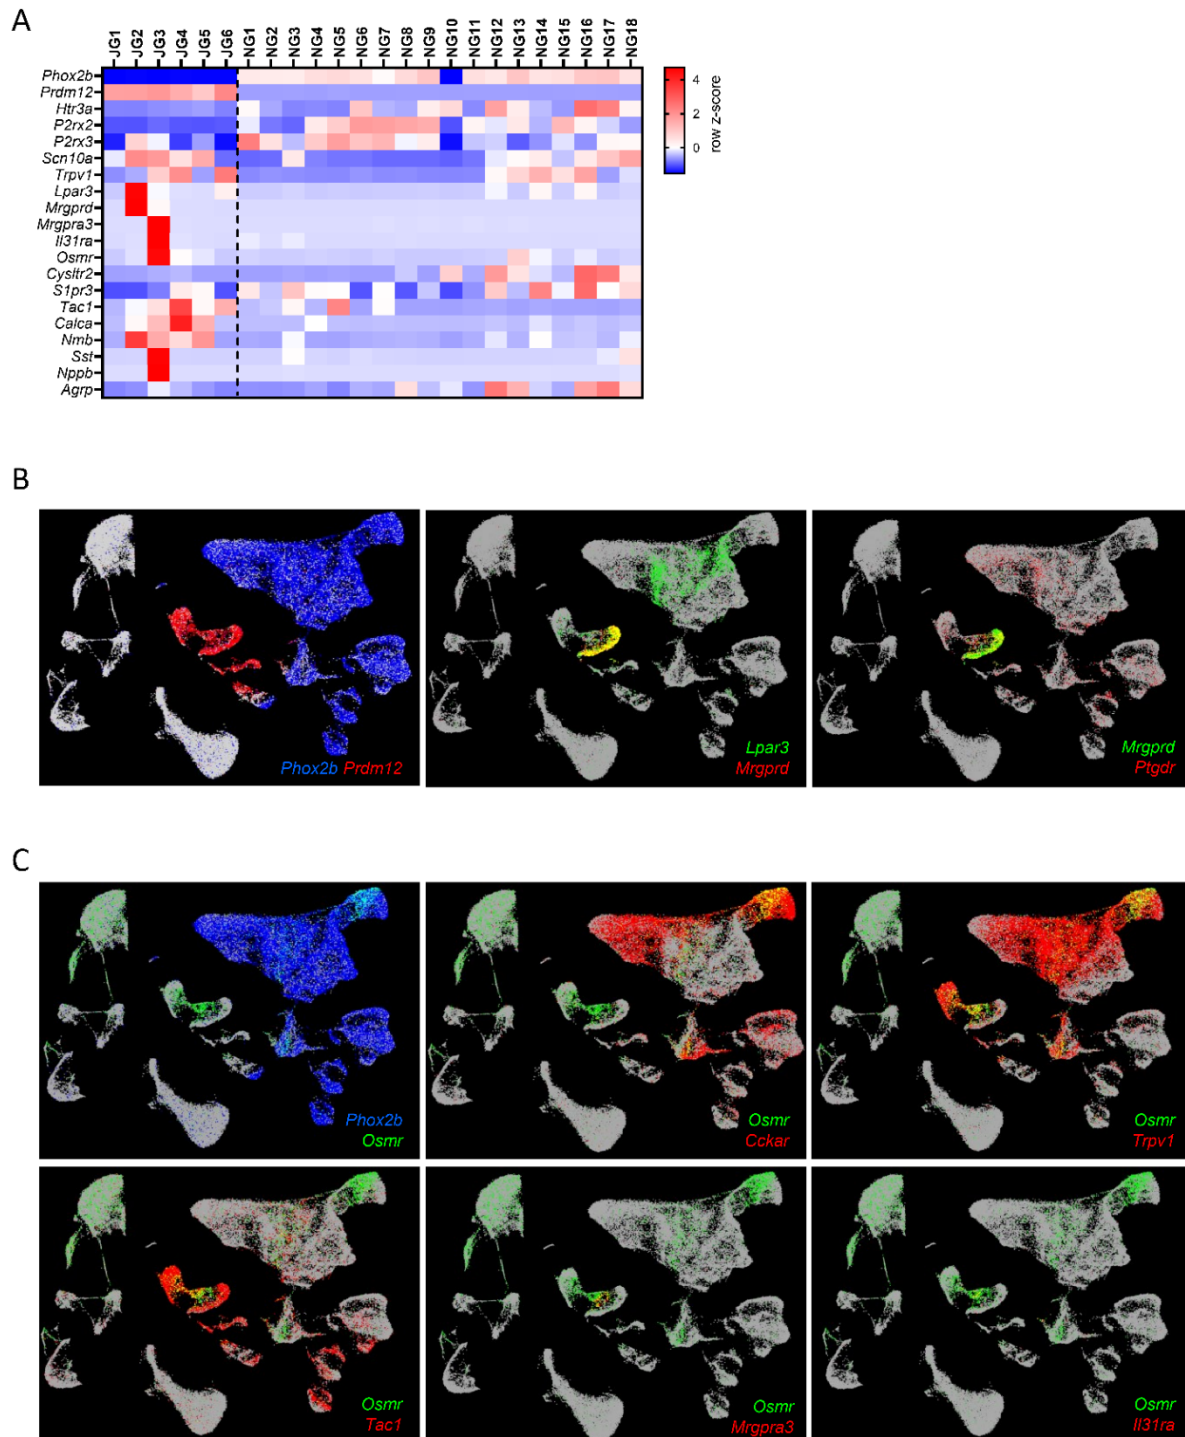 A
JG1 JG2 JG3 JG4 JG5 JG6 NG1 NG2 NG3 NG4 NG5 NG6 NG7 NG8 NG9 NG10 NG11 NG12 NG13 NG14 NG15 NG16 NG17 NG18
Phox2b
Prdm12
Htr3a
P2rx2
P2rx3
Scn10a
Trpv1
Lpar3
Mrgprd
Mrgpra3
Il31ra
Osmr
Cysltr2
S1pr3
Tac1
Calca
Nmb
Sst
Nppb
Agrp
4
2
0
row z-score
B
Phox2b Prdm12
Lpar3
Mrgprd
Mrgprd
Ptgdr
C
Phox2b
Osmr
Osmr
Cckar
Osmr
Trpv1
Osmr
Tac1
Osmr
Mrgpra3
Osmr
Il31ra